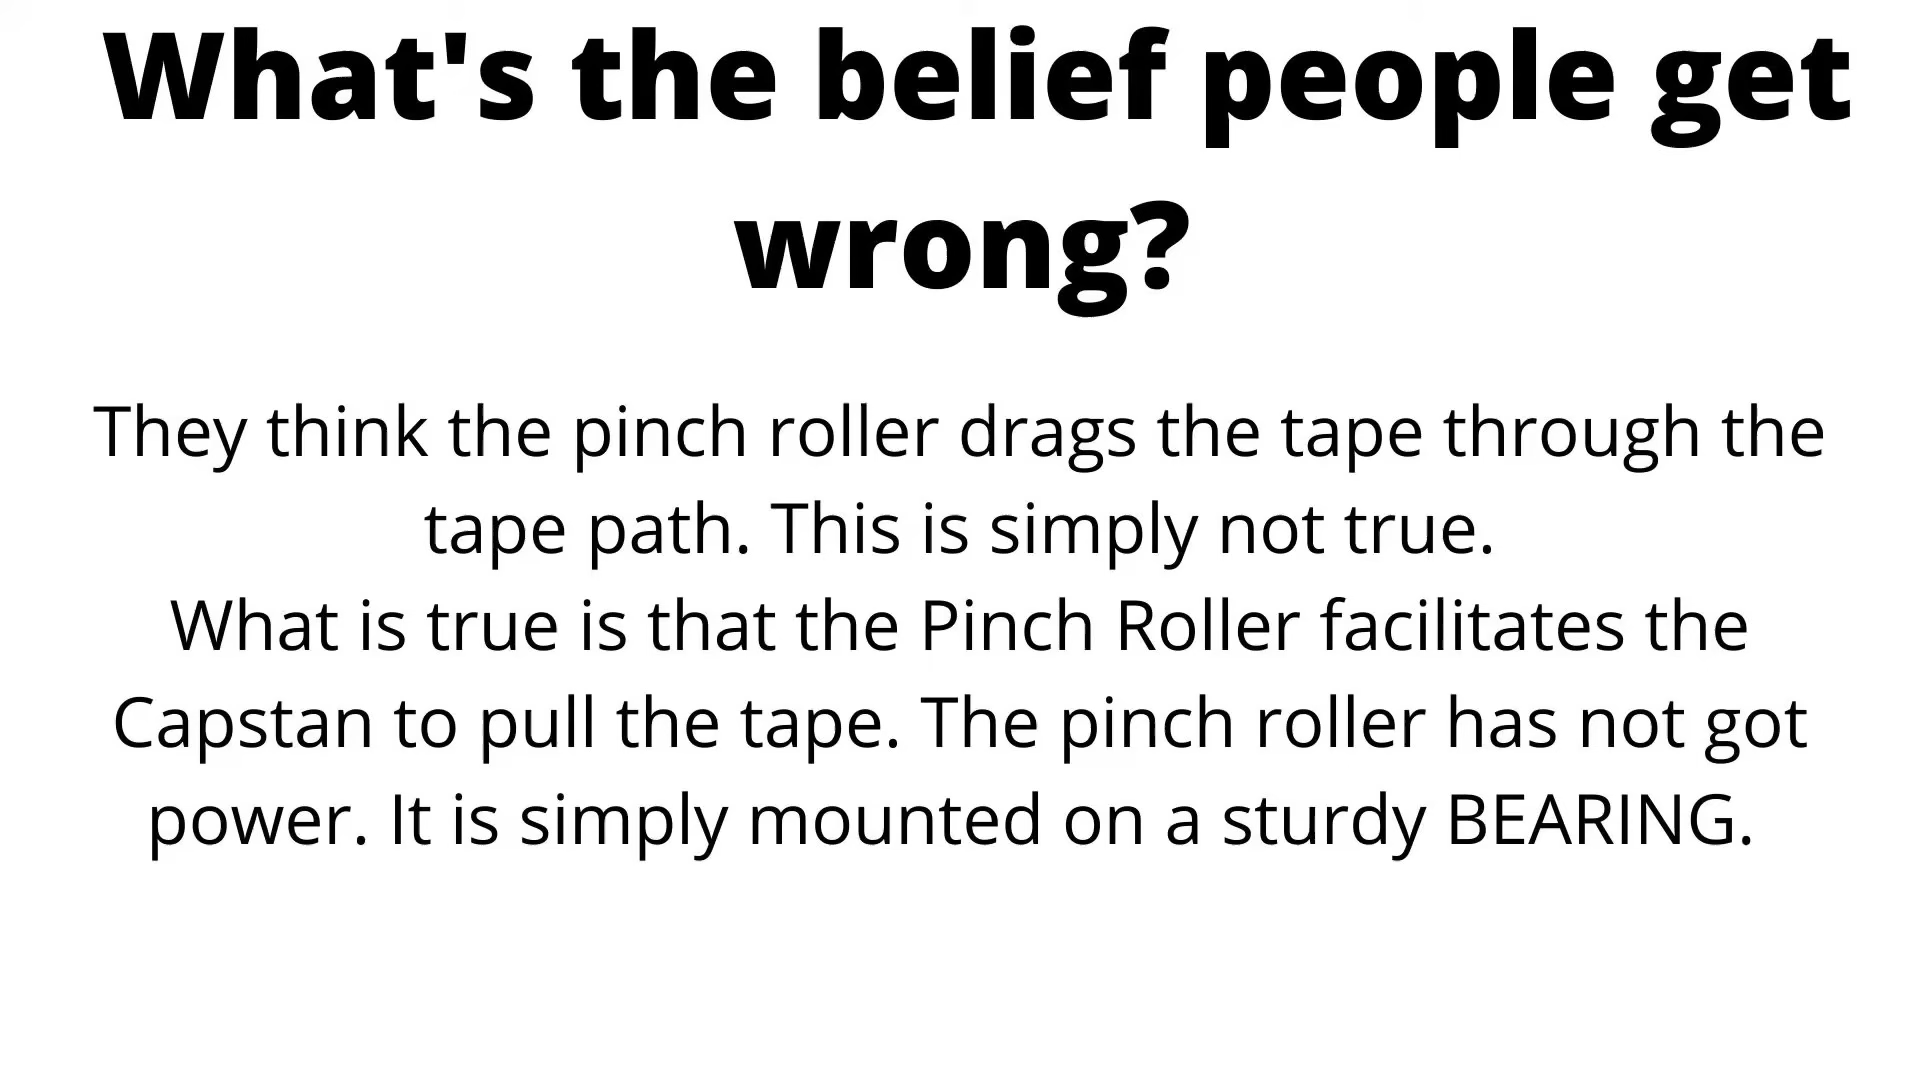 What's the belief people get
wrong?
They think the pinch roller drags the tape through the
tape path. This is simply not true.
What is true is that the Pinch Roller facilitates the
Capstan to pull the tape. The pinch roller has not got
power. It is simply mounted on a sturdy BEARING.